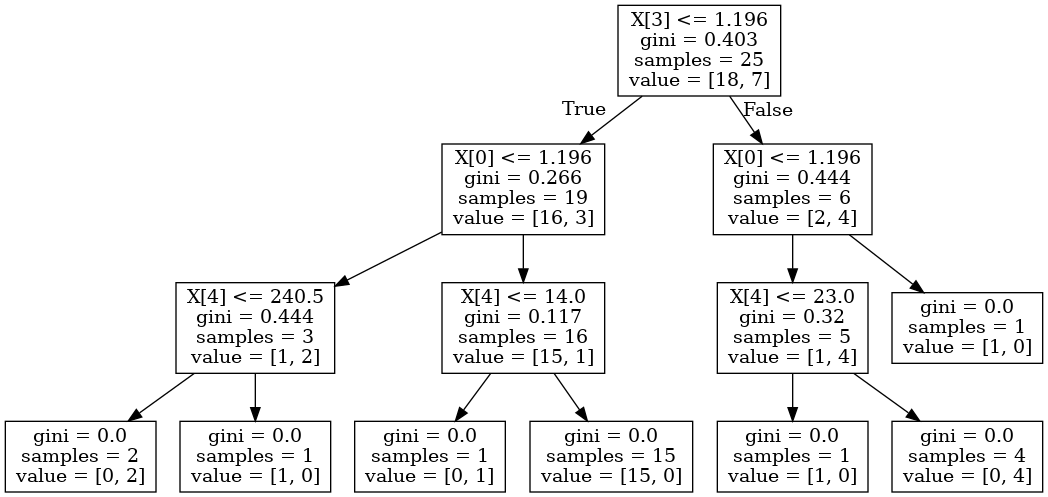 X[3] <= 1.196
gini = 0.403
samples = 25
value = [18, 7]
True
False
X[0] <= 1.196
gini = 0.266
samples = 19
value = [16, 3]
X[0] <= 1.196
gini = 0.444
samples = 6
value = [2, 4]
X[4] <= 240.5
gini = 0.444
samples = 3
value = [1, 2]
X[4] <= 14.0
gini = 0.117
samples = 16
value = [15, 1]
X[4] <= 23.0
gini = 0.32
samples = 5
value = [1, 4]
gini = 0.0
samples = 1
value = [1, 0]
gini = 0.0
samples = 2
value = [0, 2]
gini = 0.0
samples = 1
value = [1, 0]
gini = 0.0
samples = 1
value = [0, 1]
gini = 0.0
samples = 15
value = [15, 0]
gini = 0.0
samples = 1
value = [1, 0]
gini = 0.0
samples = 4
value = [0, 4]